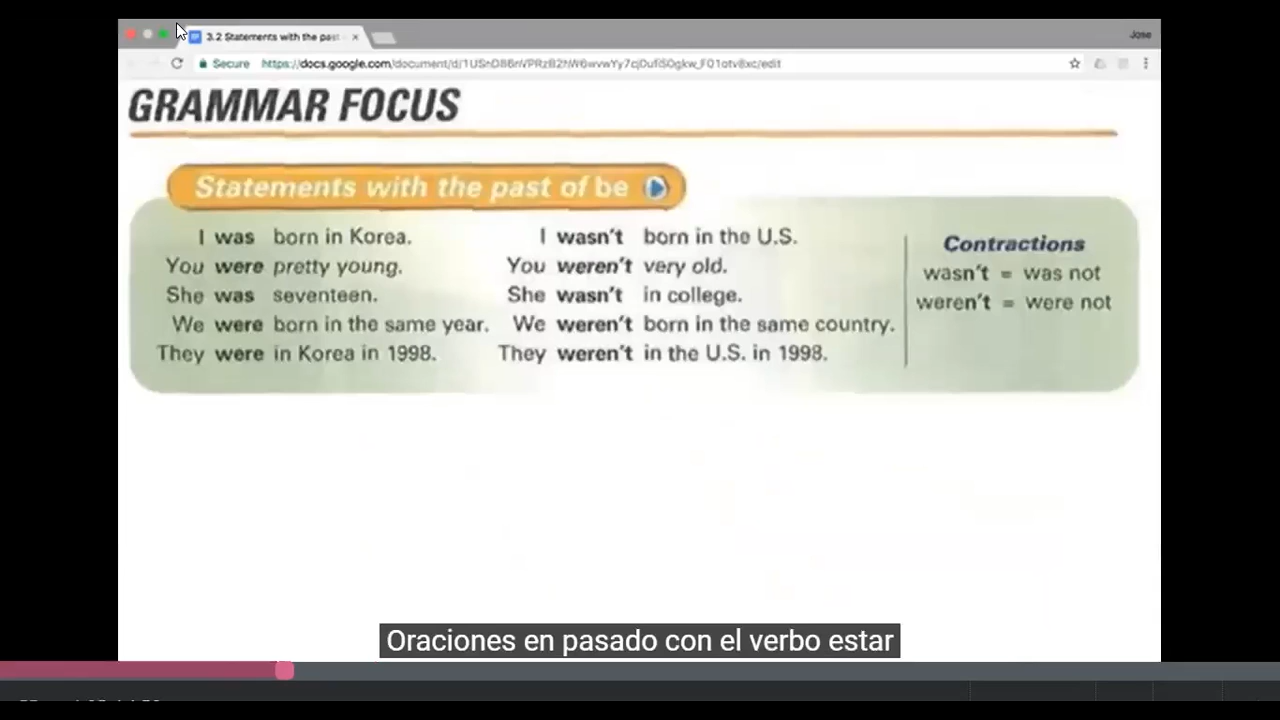 3.2 Statements with the past
Jose
Secure
GRAMMAR FOCUS
Statements with the past of be
I was born in Korea.
You were pretty young.
She was seventeen.
We were born in the same year.
They were in Korea in 1998.
I wasn't born in the U.S.
You weren't very old.
She wasn't in college.
We weren't born in the same country.
They weren't in the U.S. in 1998.
Contractions
wasn't = was not
weren't = were not
Oraciones en pasado con el verbo estar